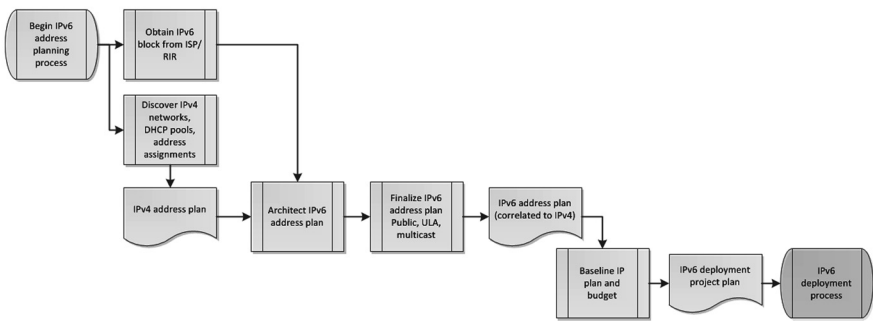 Begin IPv6
address
planning
process
Obtain IPv6
block from ISP/
RIR
Discover IPv4
networks,
DHCP pools,
address
assignments
IPv4 address plan
Architect IPv6
address plan
Finalize IPv6
address plan
Public, ULA,
multicast
IPv6 address plan
(correlated to IPv4)
Baseline IP
plan and
budget
IPv6 deployment
project plan
IPv6
deployment
process